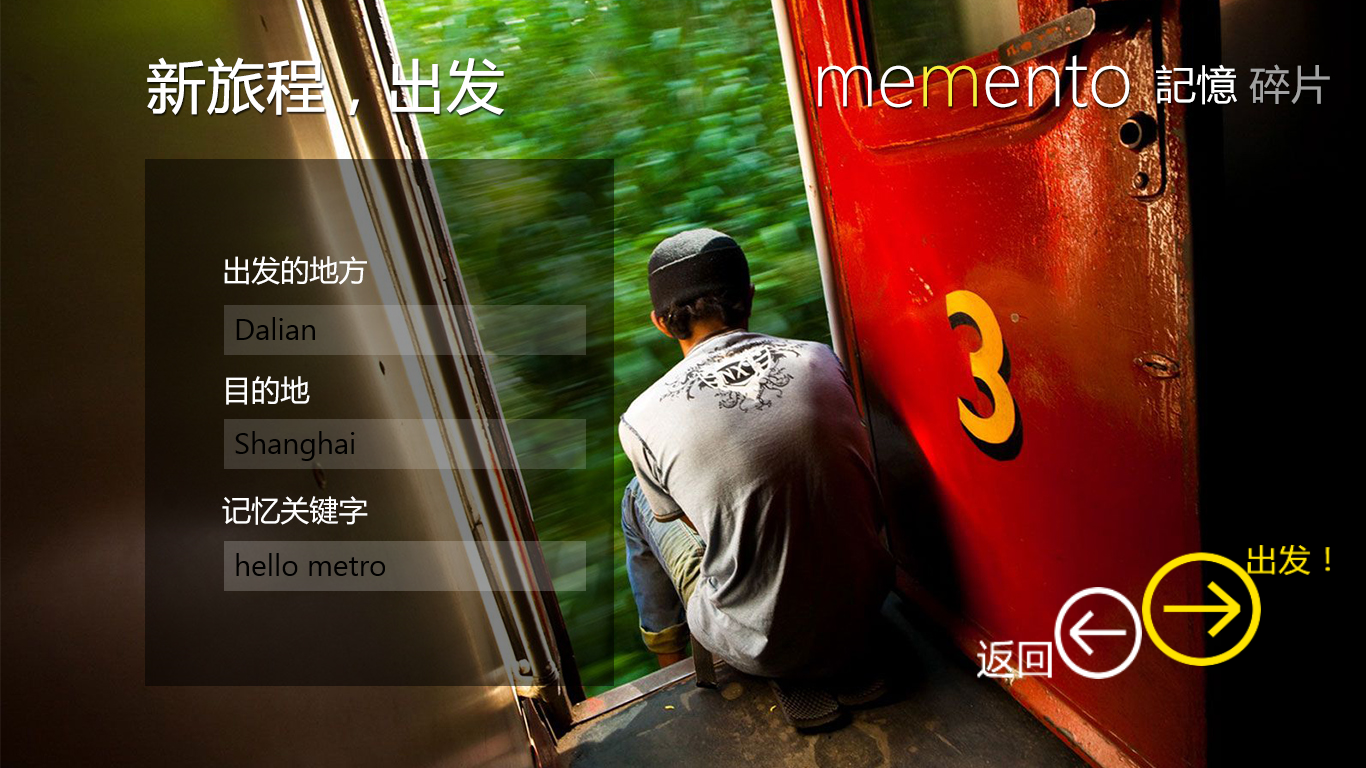 新旅程，出发
memento 記憶 碎片
出发的地方
Dalian
目的地
Shanghai
记忆关键字
hello metro
3
出发！
返回